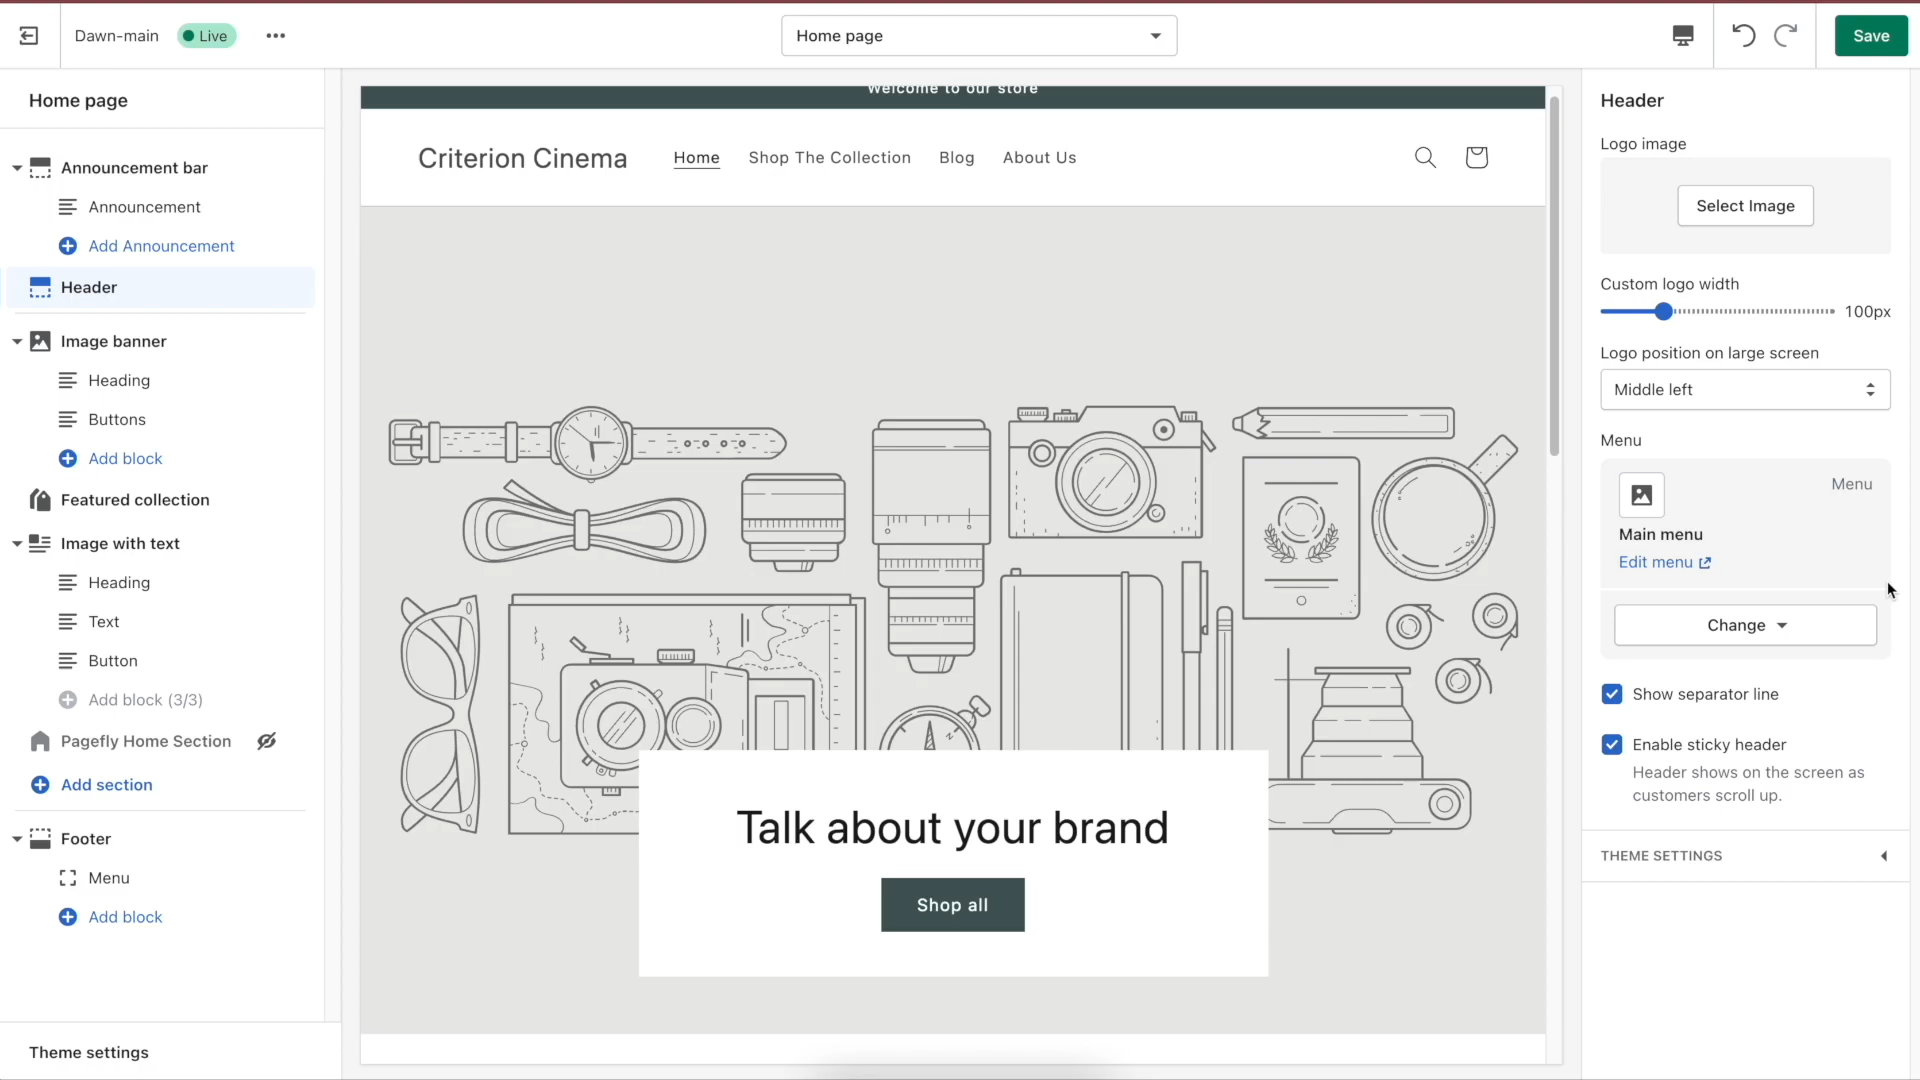 Dawn-main
Live
Home page
Save
Home page
Announcement bar
Announcement
Add Announcement
Header
Image banner
Heading
Buttons
Add block
Featured collection
Image with text
Heading
Text
Button
Add block (3/3)
Pagefly Home Section
Add section
Footer
Menu
Add block
Theme settings
Welcome to our store
Criterion Cinema
Home
Shop The Collection
Blog
About Us
Talk about your brand
Shop all
Header
Logo image
Select Image
Custom logo width
100px
Logo position on large screen
Middle left
Menu
Menu
Main menu
Edit menu
Change
Show separator line
Enable sticky header
Header shows on the screen as
customers scroll up.
THEME SETTINGS